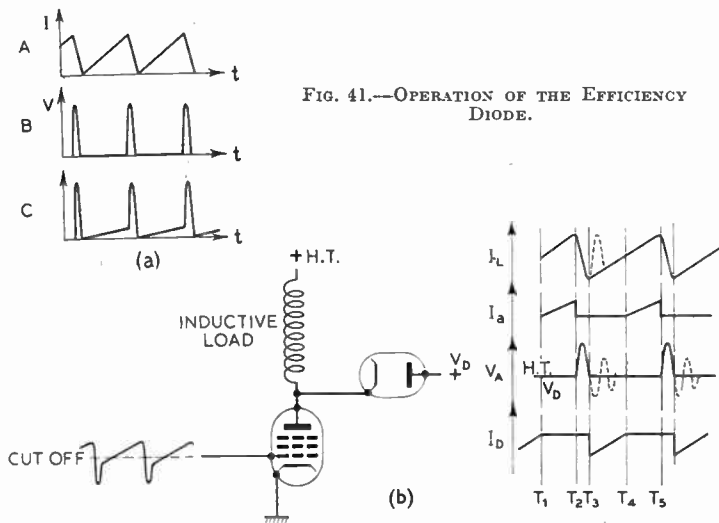 A
I
t
B
V
t
C
t
(a)
FIG. 41.—OPERATION OF THE EFFICIENCY
DIODE.
+ H.T.
INDUCTIVE
LOAD
V_D
+
CUT OFF
(b)
I_L
I_a
V_A
H.T.
V_D
I_D
T_1
T_2
T_3
T_4
T_5